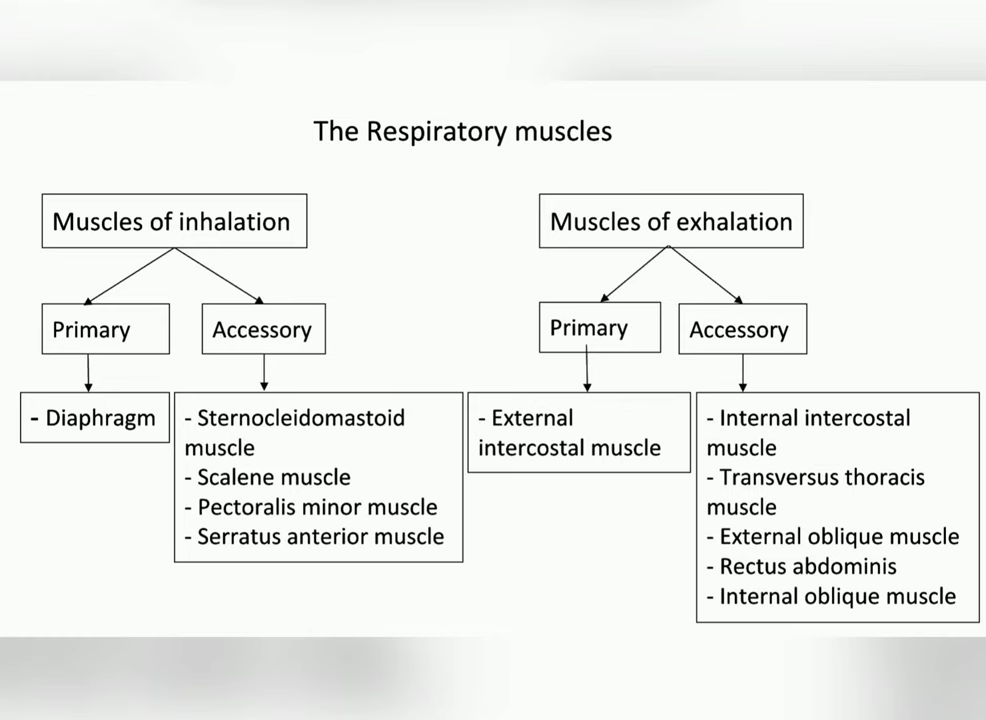 The Respiratory muscles
Muscles of inhalation
Primary
- Diaphragm
Accessory
- Sternocleidomastoid
muscle
- Scalene muscle
- Pectoralis minor muscle
- Serratus anterior muscle
Muscles of exhalation
Primary
- External
intercostal muscle
Accessory
- Internal intercostal
muscle
- Transversus thoracis
muscle
- External oblique muscle
- Rectus abdominis
- Internal oblique muscle